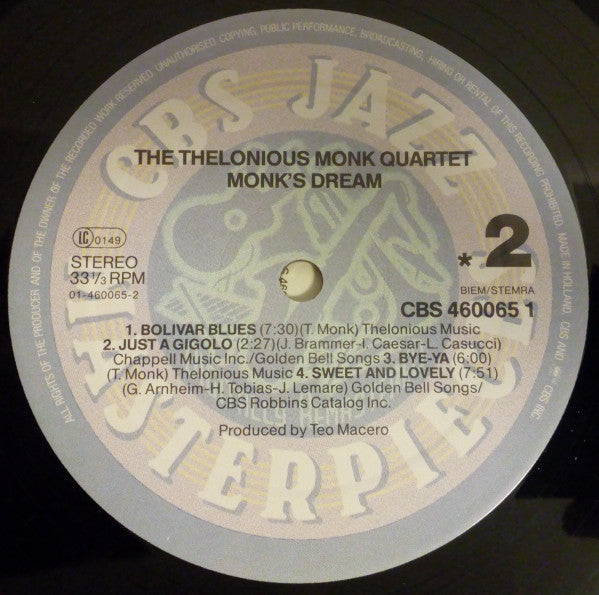 ALL RIGHTS OF THE PRODUCER AND OF THE OWNER OF THE RECORDED WORK RESERVED UNAUTHORISED COPYING, PUBLIC PERFORMANCE, BROADCASTING, HIRING OR RENTAL OF THIS RECORDING PROHIBITED. MADE IN HOLLAND
CBS JAZZ
MASTERPIECES
THE THELONIOUS MONK QUARTET
MONK'S DREAM
LC 0149
STEREO
33⅓ RPM
01-460065-2
* 2
BIEM/STEMRA
CBS 460065 1
1. BOLIVAR BLUES (7:30)(T. Monk) Thelonious Music
2. JUST A GIGOLO (2:27)(J. Brammer-I. Caesar-L. Casucci)
Chappell Music Inc./Golden Bell Songs 3. BYE-YA (6:00)
(T. Monk) Thelonious Music 4. SWEET AND LOVELY (7:51)
(G. Arnheim-H. Tobias-J. Lemare) Golden Bell Songs/
CBS Robbins Catalog Inc.
Produced by Teo Macero